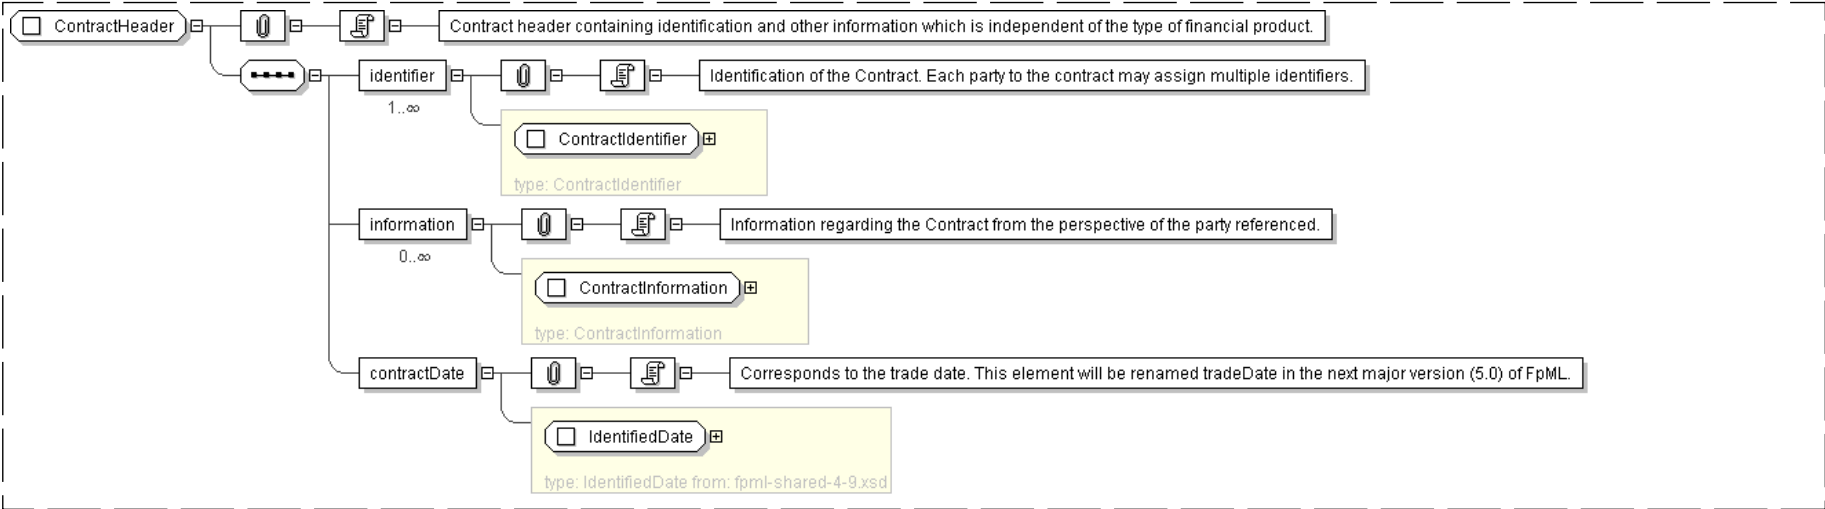 ContractHeader
Contract header containing identification and other information which is independent of the type of financial product.
identifier
Identification of the Contract. Each party to the contract may assign multiple identifiers.
1..∞
ContractIdentifier
type: ContractIdentifier
information
Information regarding the Contract from the perspective of the party referenced.
0..∞
ContractInformation
type: ContractInformation
contractDate
Corresponds to the trade date. This element will be renamed tradeDate in the next major version (5.0) of FpML.
IdentifiedDate
type: IdentifiedDate from: fpml-shared-4-9.xsd